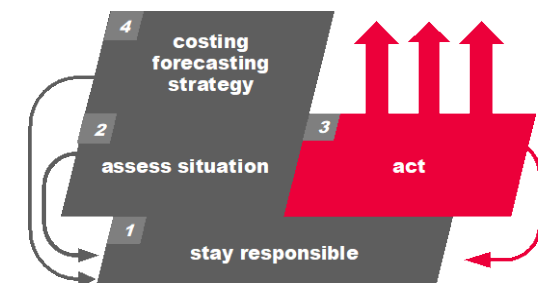 4
costing
forecasting
strategy
2
assess situation
3
act
1
stay responsible